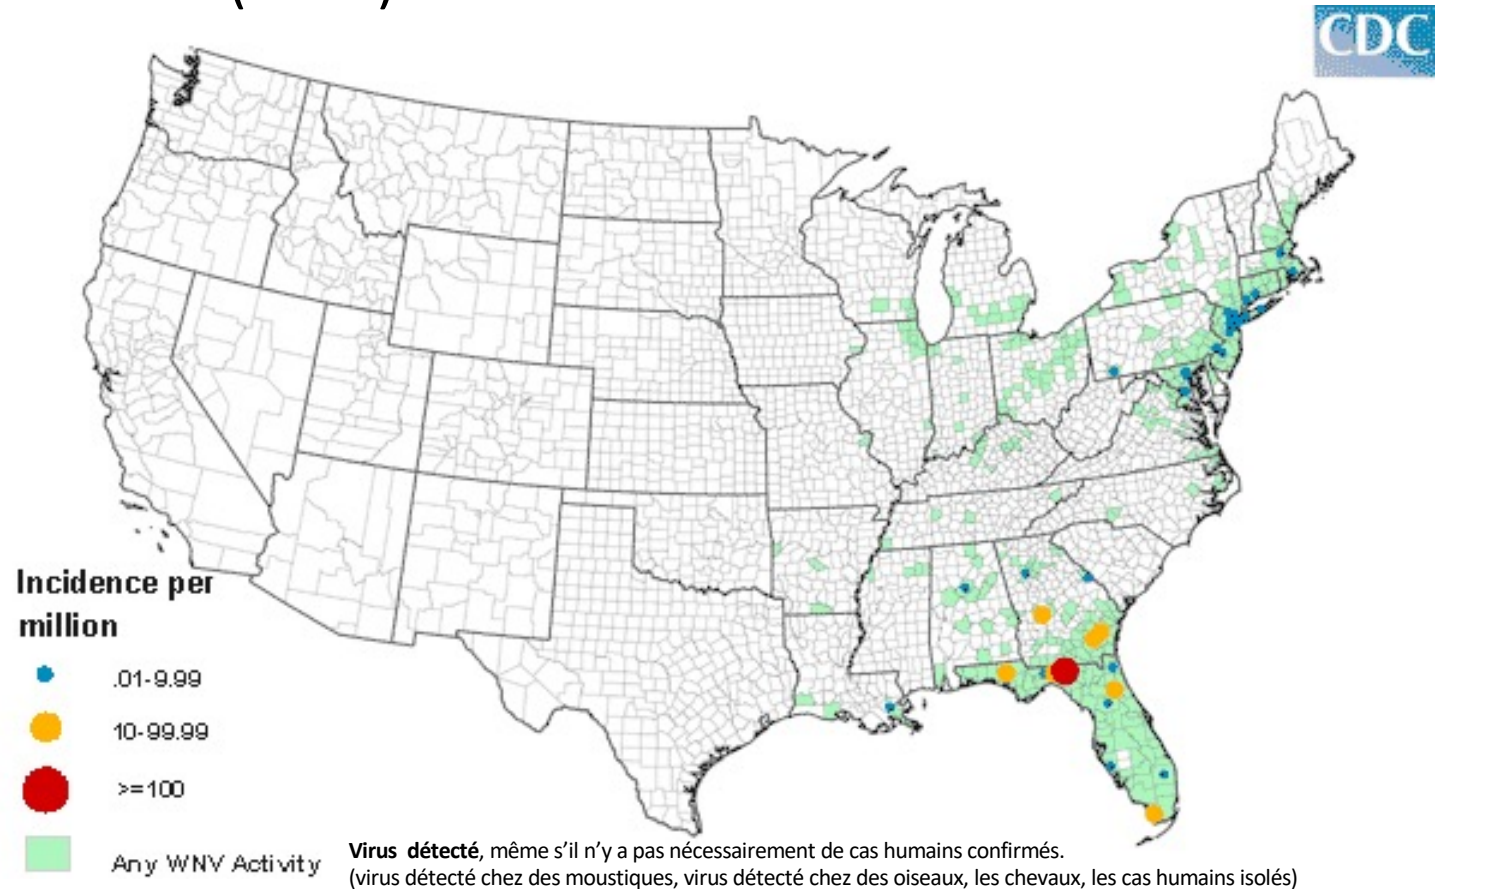 CDC
Incidence per
million
.01-9.99
10-99.99
>=100
Any WNV Activity
Virus détecté, même s'il n'y a pas nécessairement de cas humains confirmés.
(virus détecté chez des moustiques, virus détecté chez des oiseaux, les chevaux, les cas humains isolés)